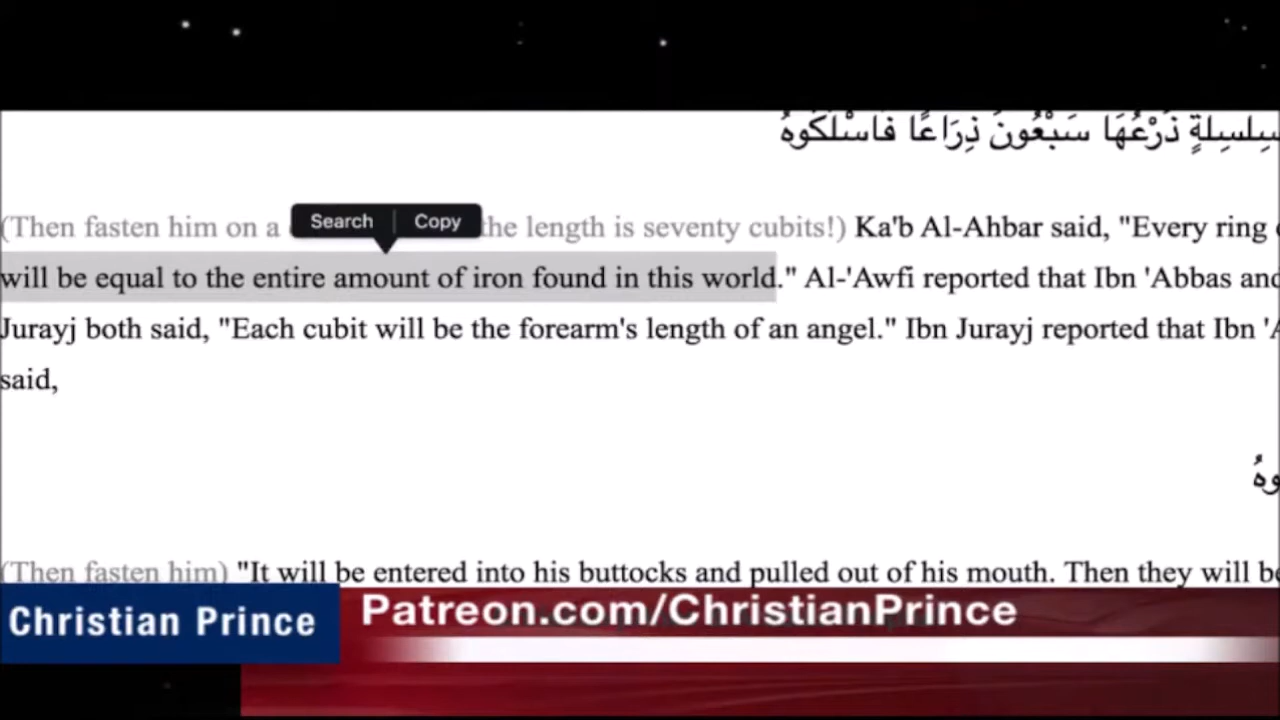 سِلسِلةٍ ذَرْعُهَا سَبْعُونَ ذِرَاعًا فَاسْلُكُوهُ
(Then fasten him on a the length is seventy cubits!) Ka'b Al-Ahbar said, "Every ring
Search Copy
will be equal to the entire amount of iron found in this world." Al-'Awfi reported that Ibn 'Abbas and
Jurayj both said, "Each cubit will be the forearm's length of an angel." Ibn Jurayj reported that Ibn
said,
(Then fasten him) "It will be entered into his buttocks and pulled out of his mouth. Then they will be
Christian Prince
Patreon.com/ChristianPrince